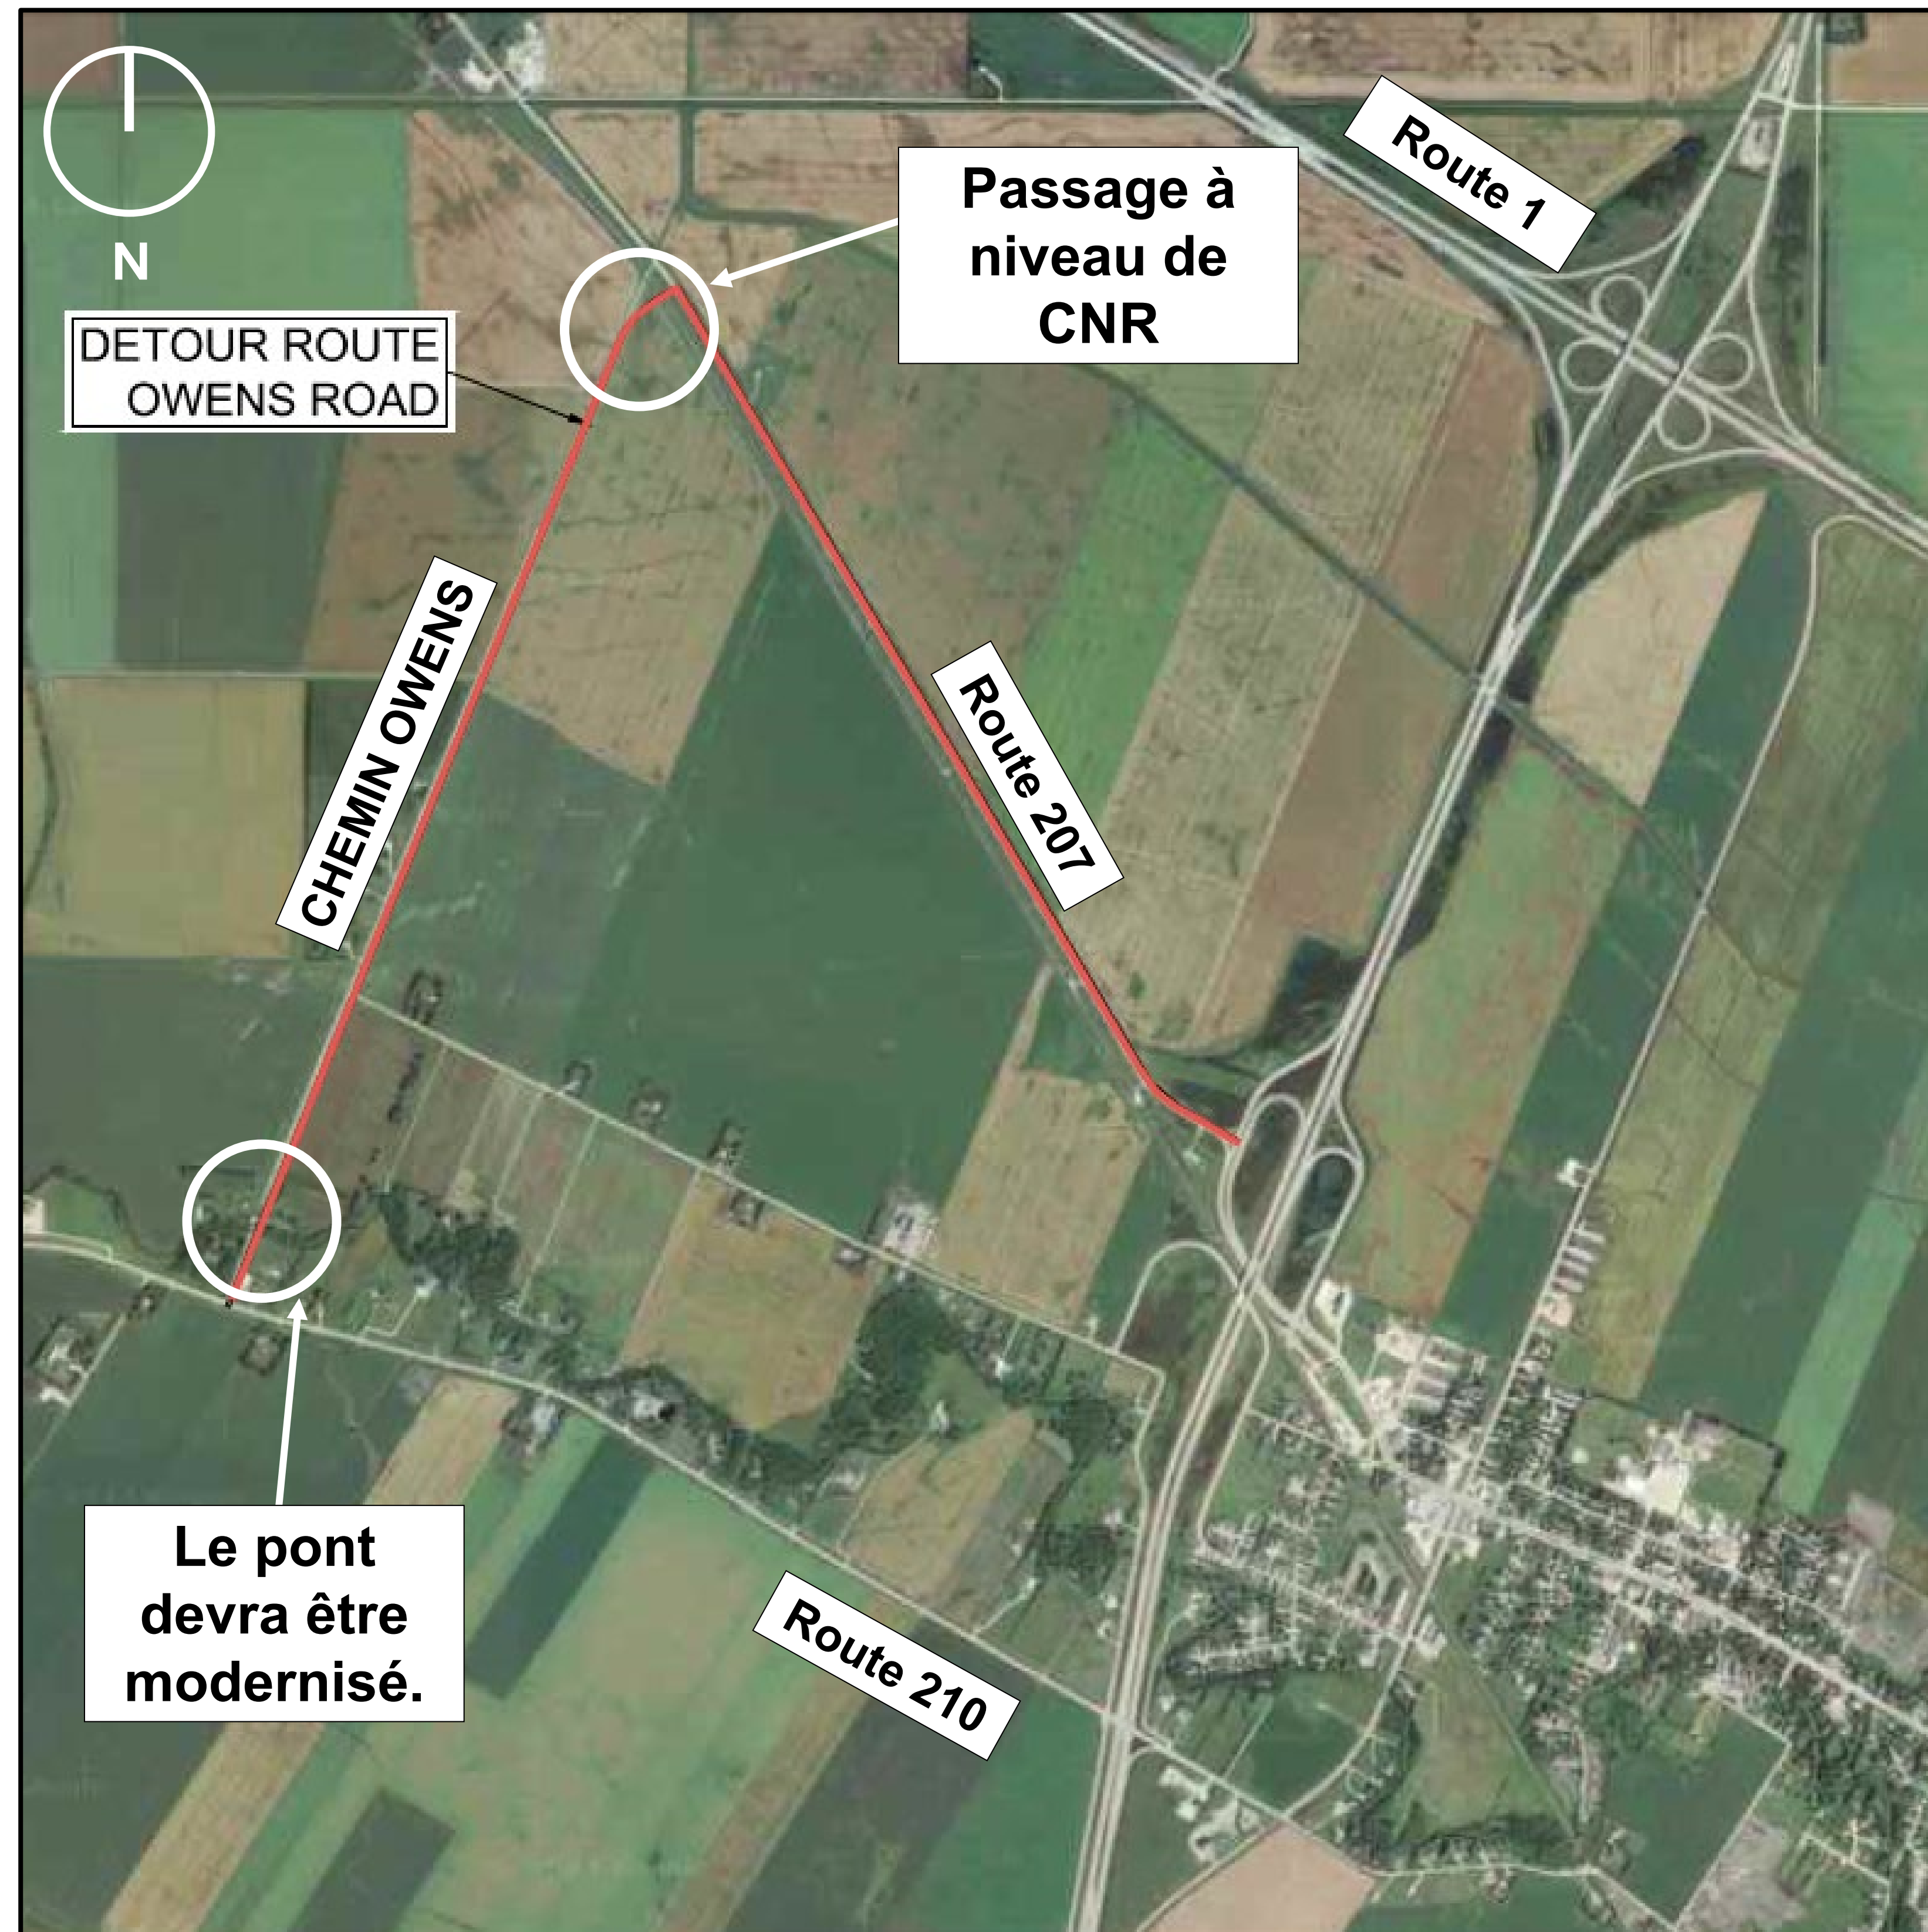 N
Route 1
Passage à
niveau de
CNR
DETOUR ROUTE
OWENS ROAD
CHEMIN OWENS
Route 207
Le pont
devra être
modernisé.
Route 210